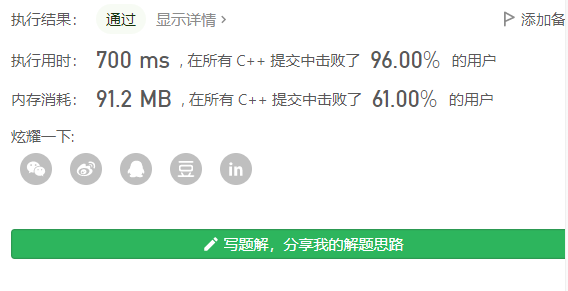 执行结果： 通过 显示详情 > 添加备
执行用时： 700 ms , 在所有 C++ 提交中击败了 96.00% 的用户
内存消耗： 91.2 MB , 在所有 C++ 提交中击败了 61.00% 的用户
炫耀一下:
豆 in
写题解，分享我的解题思路